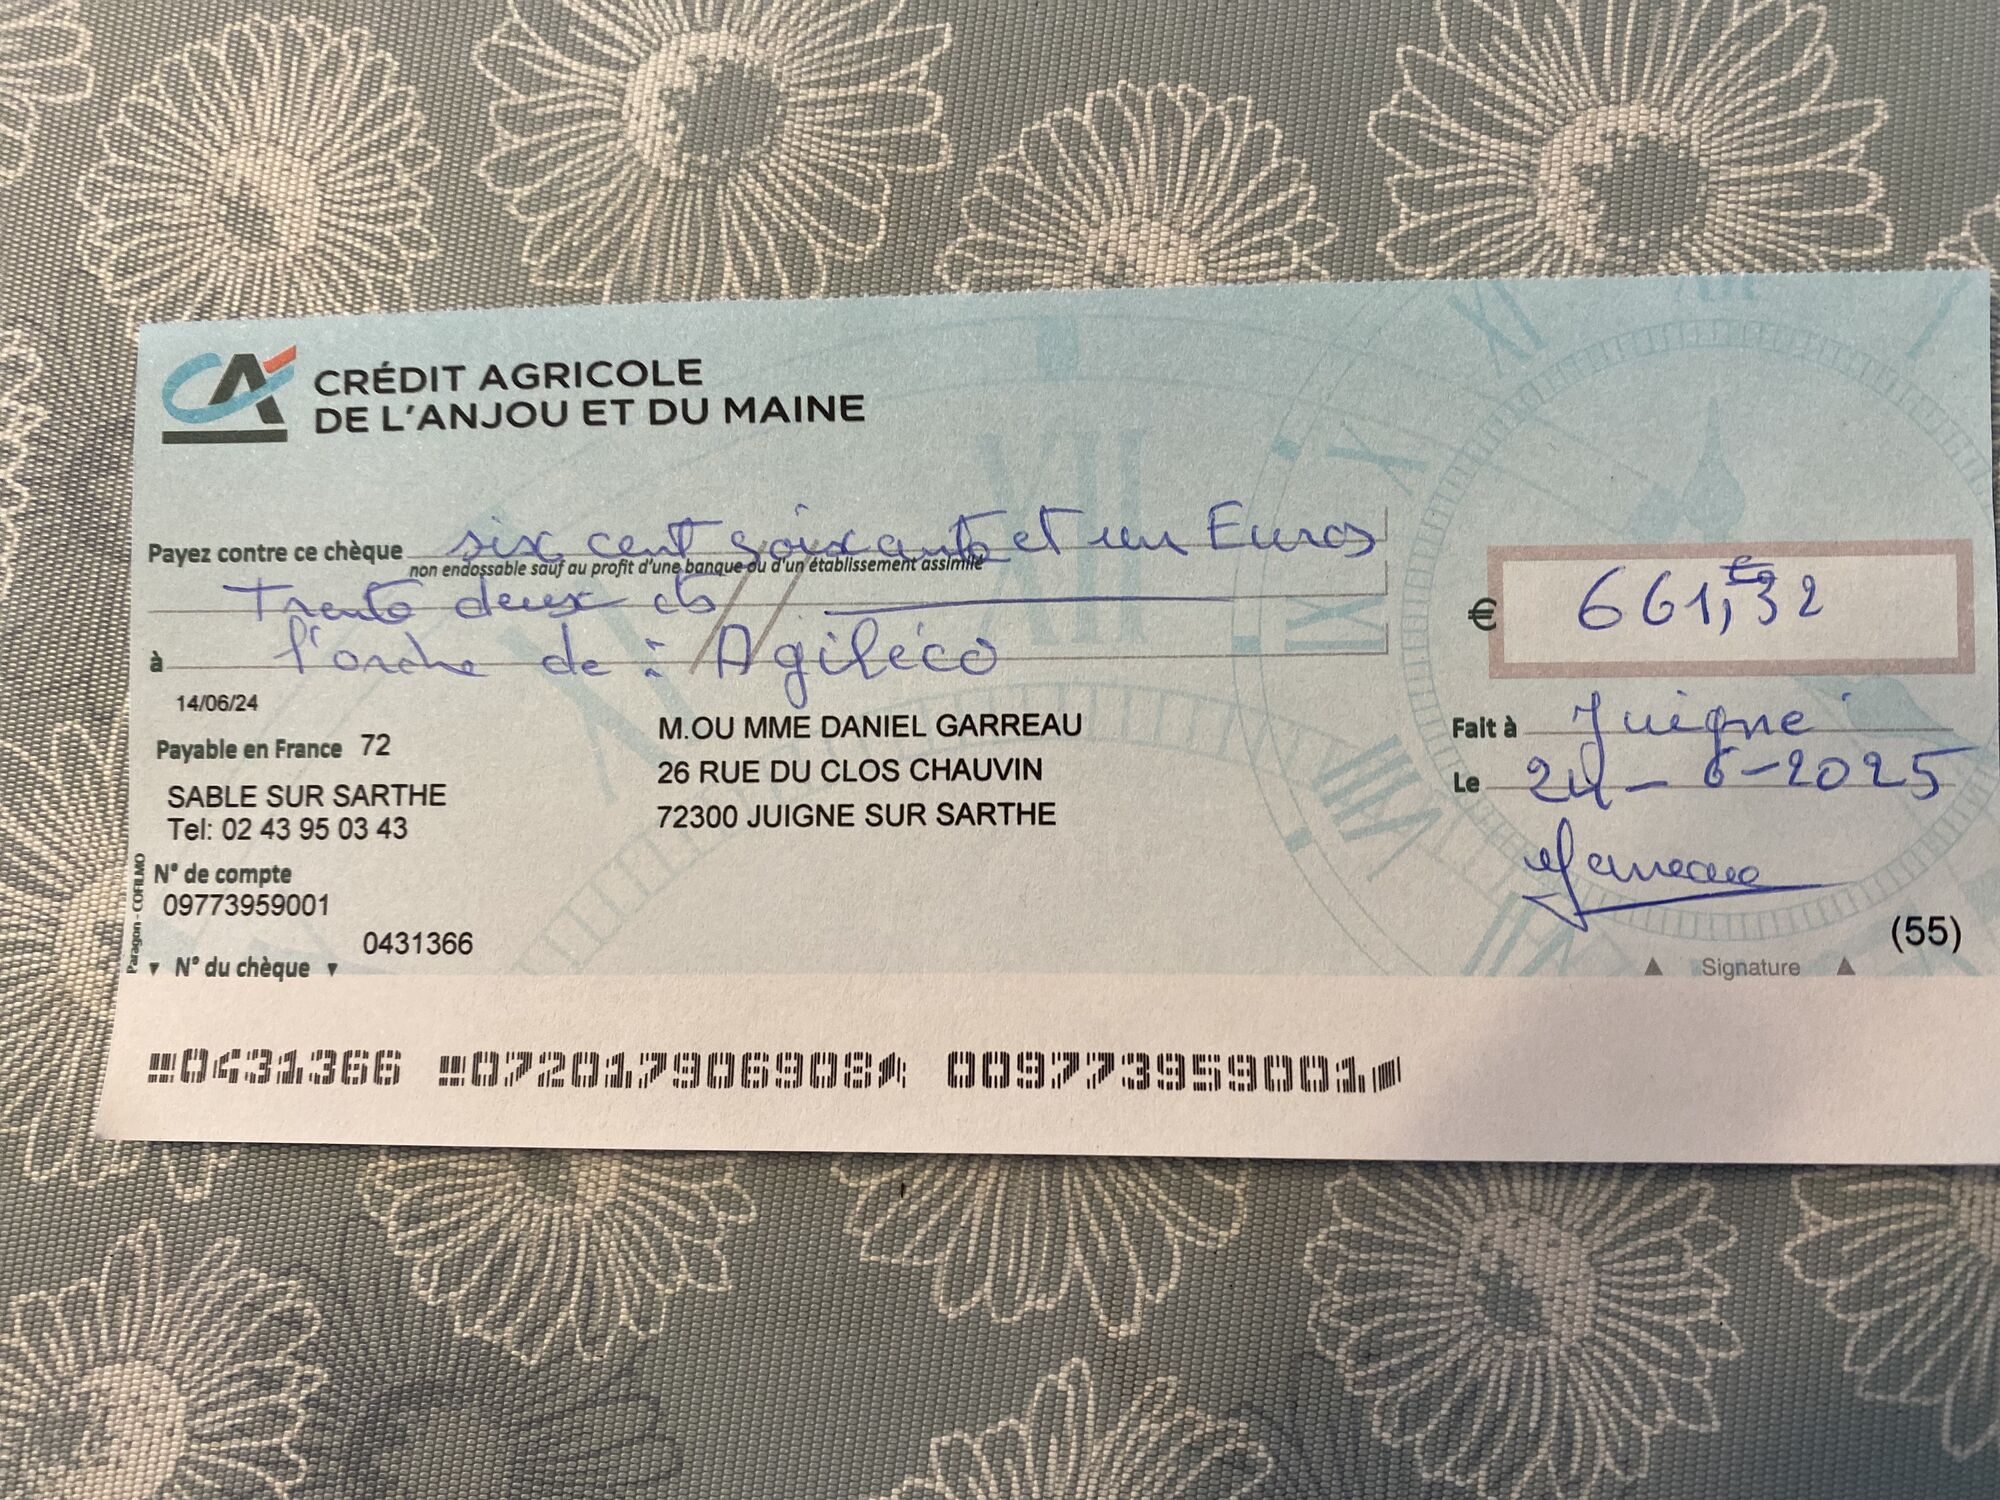 CRÉDIT AGRICOLE
DE L'ANJOU ET DU MAINE
Payez contre ce chèque six cent soixante et un Euros
non endossable sauf au profit d'une banque ou d'un établissement assimilé
Trente deux cts
€ 661,€32
à l'ordre de : Agiléco
14/06/24
Payable en France 72
SABLE SUR SARTHE
Tel: 02 43 95 03 43
N° de compte
09773959001
0431366
N° du chèque
Paragon - COFILMO
M.OU MME DANIEL GARREAU
26 RUE DU CLOS CHAUVIN
72300 JUIGNE SUR SARTHE
Fait à Juigné
Le 24-6-2025
Garreau
(55)
Signature
0431366 072017906908 009773959001